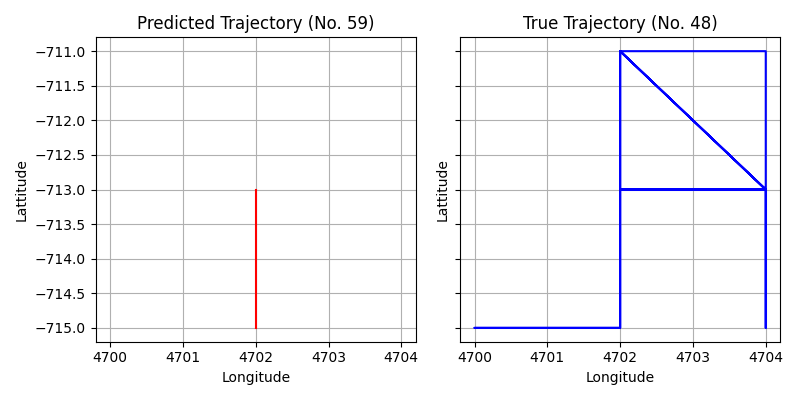 Predicted Trajectory (No. 59)
True Trajectory (No. 48)
Lattitude
−711.0
−711.5
−712.0
−712.5
−713.0
−713.5
−714.0
−714.5
−715.0
4700 4701 4702 4703 4704
Longitude
Lattitude
4700 4701 4702 4703 4704
Longitude